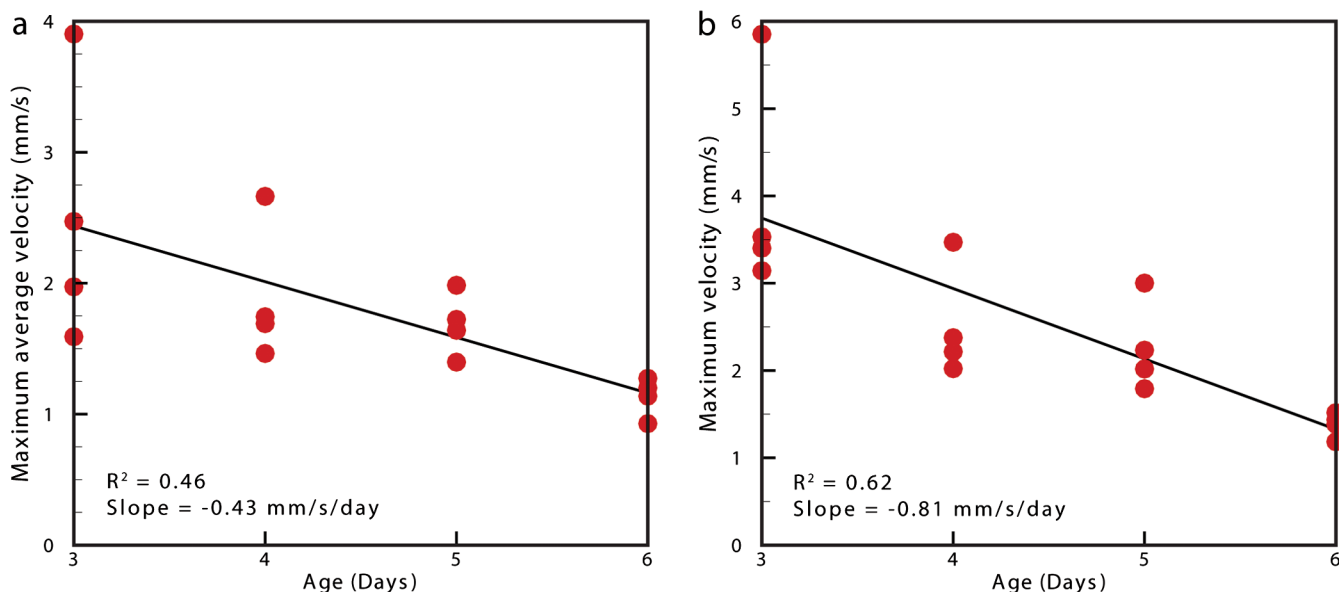 a
Maximum average velocity (mm/s)
4
3
2
1
0
R² = 0.46
Slope = -0.43 mm/s/day
3 4 5 6
Age (Days)
b
Maximum velocity (mm/s)
6
5
4
3
2
1
0
R² = 0.62
Slope = -0.81 mm/s/day
3 4 5 6
Age (Days)